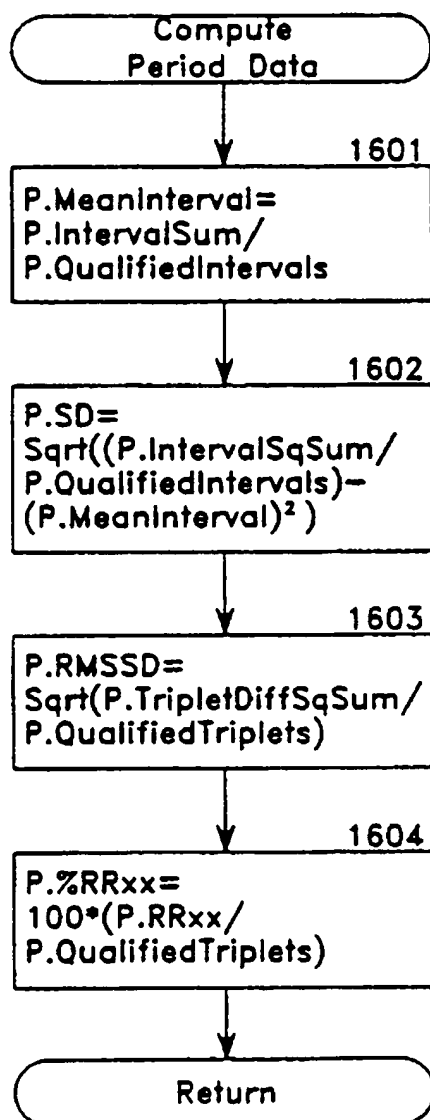 Compute
Period Data
1601
P.MeanInterval=
P.IntervalSum/
P.QualifiedIntervals
1602
P.SD=
Sqrt((P.IntervalSqSum/
P.QualifiedIntervals)-
(P.MeanInterval)²)
1603
P.RMSSD=
Sqrt(P.TripletDiffSqSum/
P.QualifiedTriplets)
1604
P.%RRxx=
100*(P.RRxx/
P.QualifiedTriplets)
Return